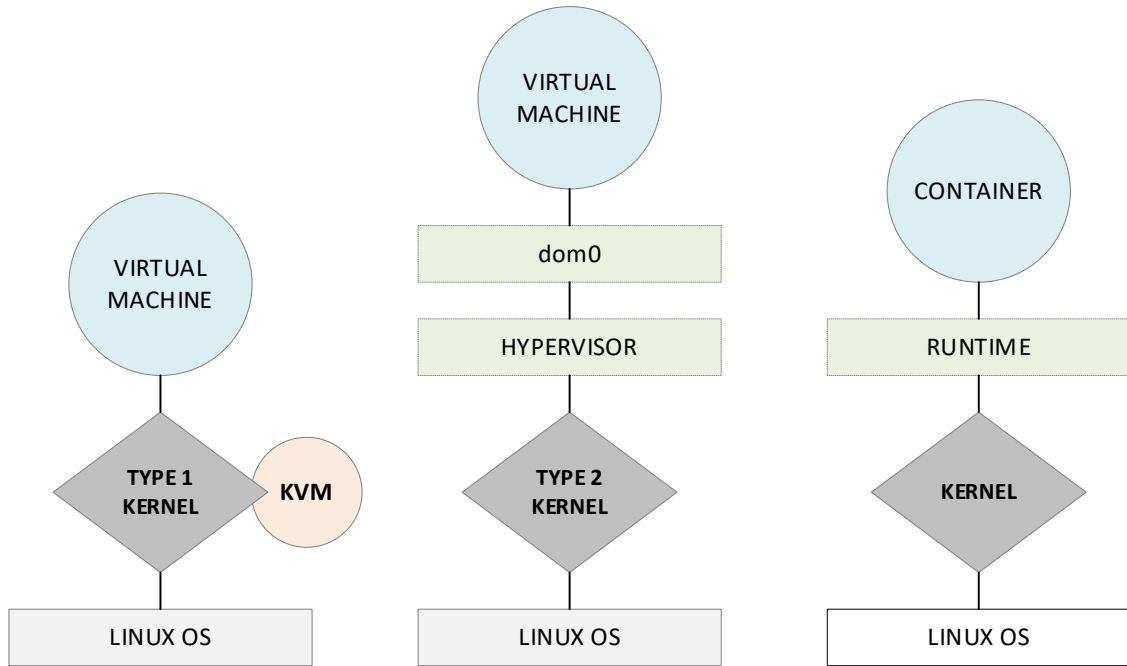 VIRTUAL
MACHINE
TYPE 1
KERNEL
KVM
LINUX OS
VIRTUAL
MACHINE
dom0
HYPERVISOR
TYPE 2
KERNEL
LINUX OS
CONTAINER
RUNTIME
KERNEL
LINUX OS